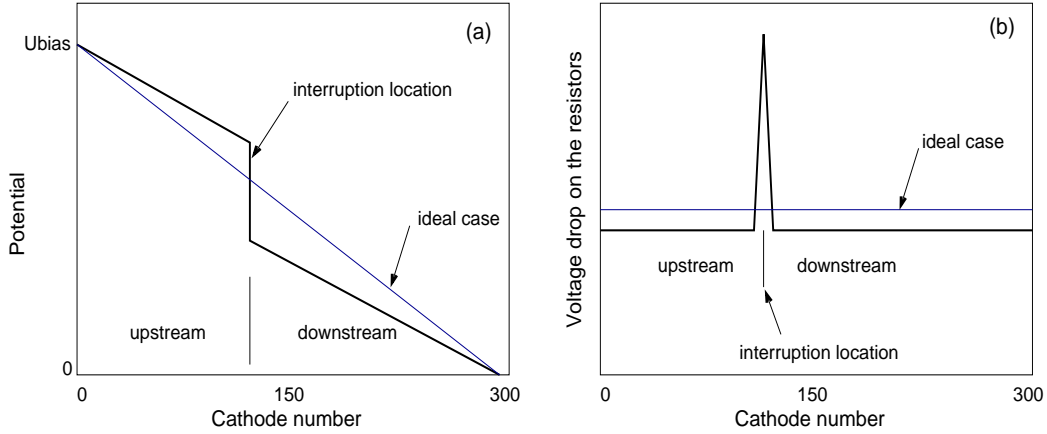 (a)
Ubias
interruption location
ideal case
upstream
downstream
0
0
150
300
Cathode number
Potential
(b)
ideal case
upstream
downstream
interruption location
0
150
300
Cathode number
Voltage drop on the resistors